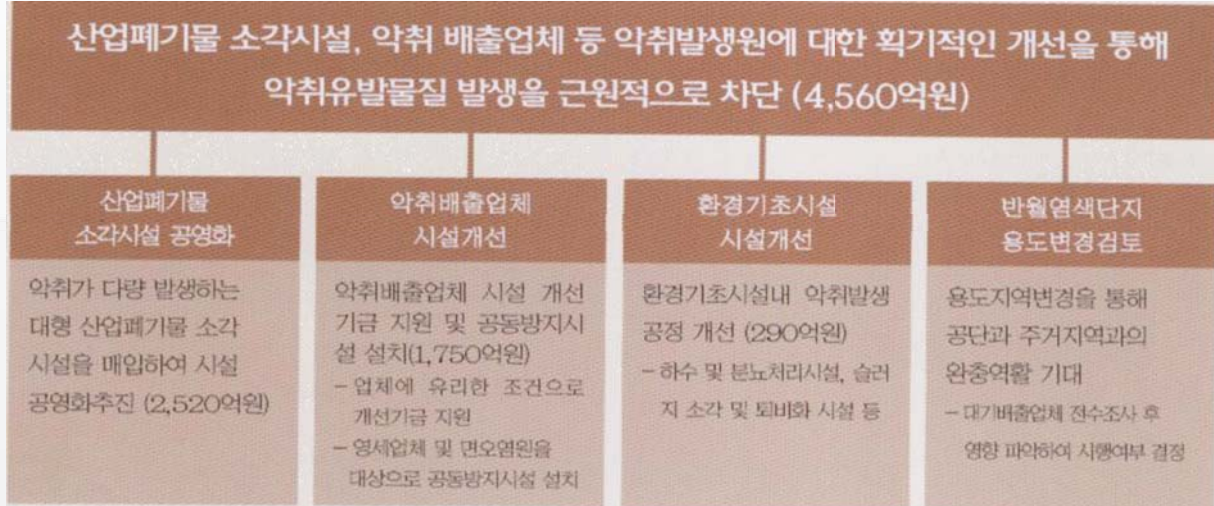 산업폐기물 소각시설, 악취 배출업체 등 악취발생원에 대한 획기적인 개선을 통해
악취유발물질 발생을 근원적으로 차단 (4,560억원)
산업폐기물
소각시설 공영화
악취가 다량 발생하는
대형 산업폐기물 소각
시설을 매입하여 시설
공영화추진 (2,520억원)
악취배출업체
시설개선
악취배출업체 시설 개선
기금 지원 및 공동방지시
설 설치(1,750억원)
- 업체에 유리한 조건으로
개선기금 지원
- 영세업체 및 면오염원을
대상으로 공동방지시설 설치
환경기초시설
시설개선
환경기초시설내 악취발생
공정 개선 (290억원)
- 하수 및 분뇨처리시설, 슬러
지 소각 및 퇴비화 시설 등
반월염색단지
용도변경검토
용도지역변경을 통해
공단과 주거지역과의
완충역활 기대
- 대기배출업체 전수조사 후
영향 파악하여 시행여부 결정